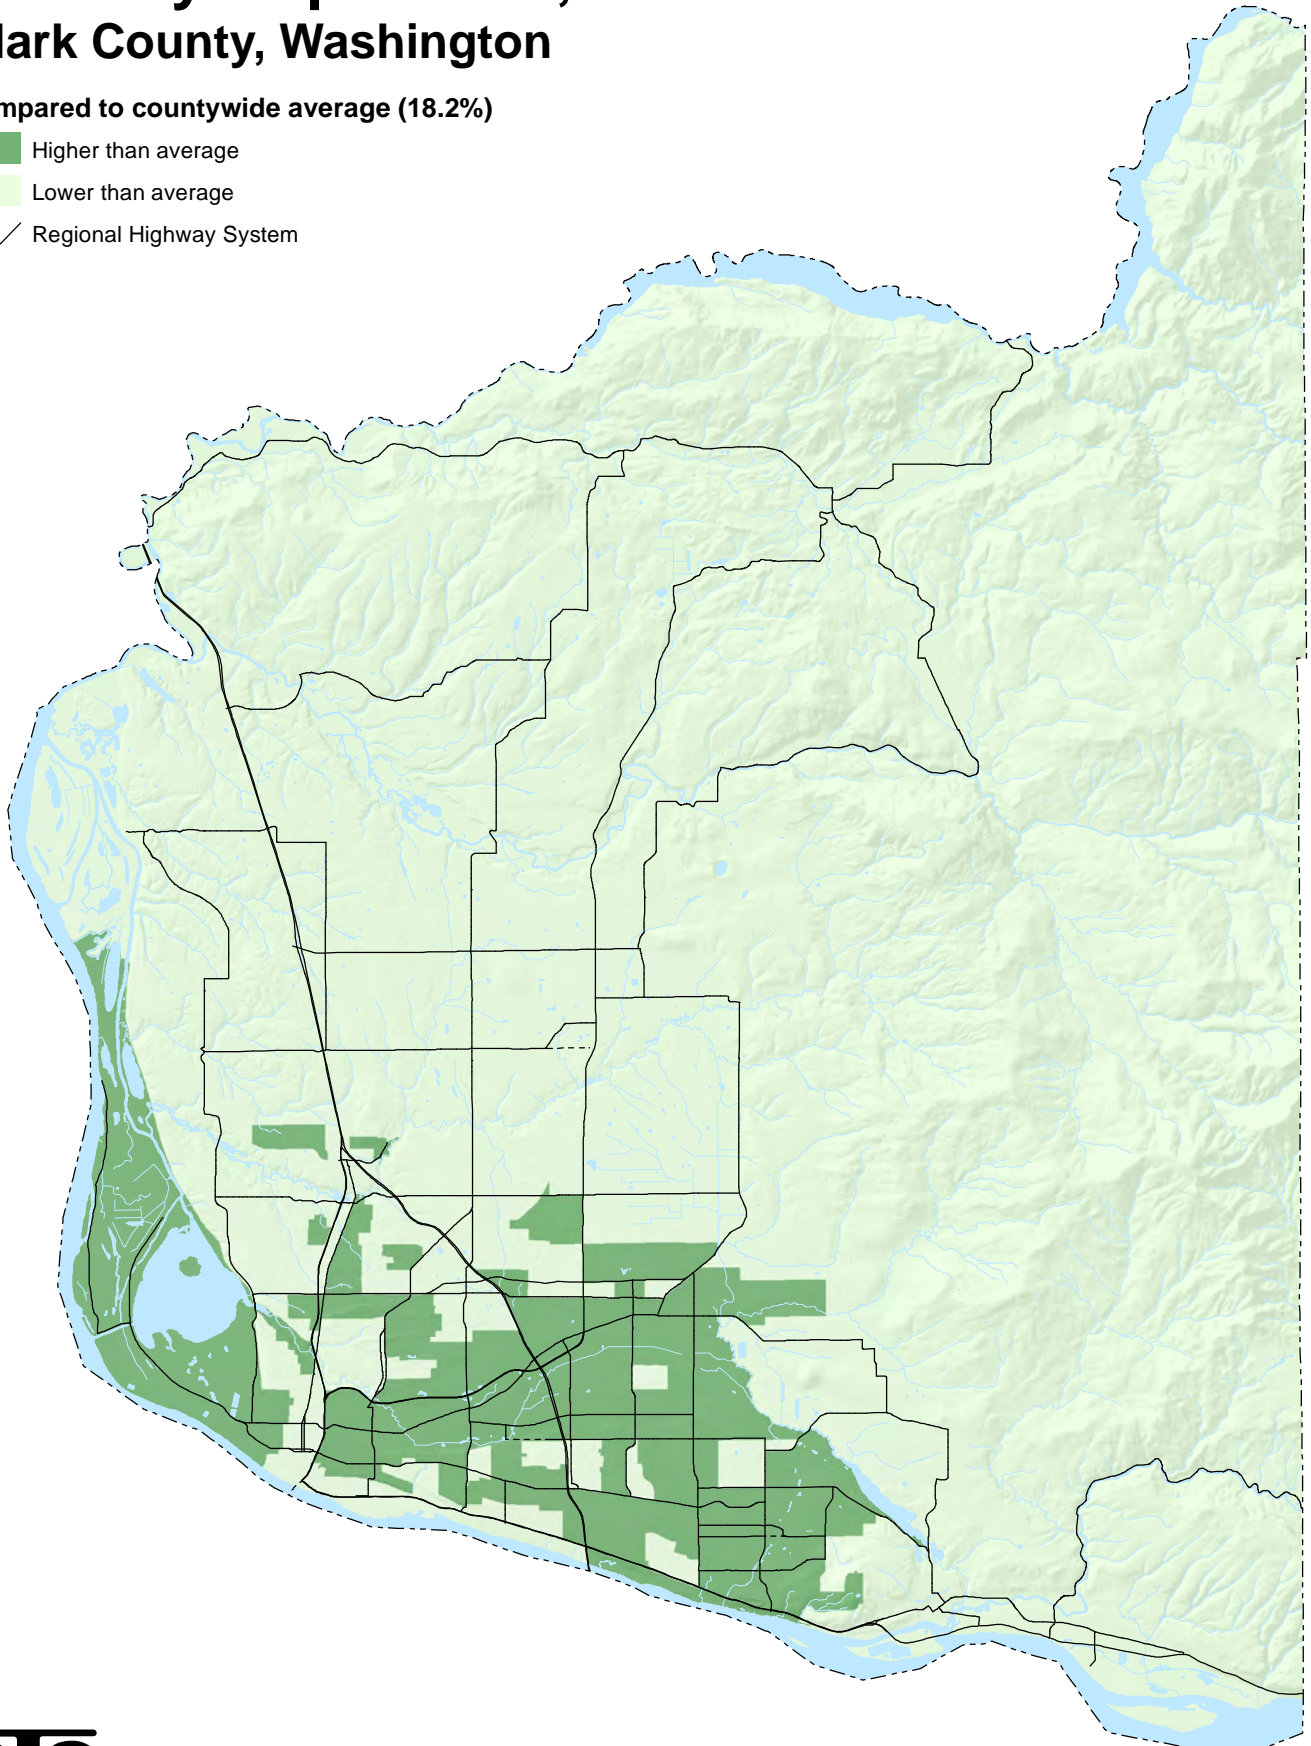 lark County, Washington
mpared to countywide average (18.2%)
Higher than average
Lower than average
Regional Highway System